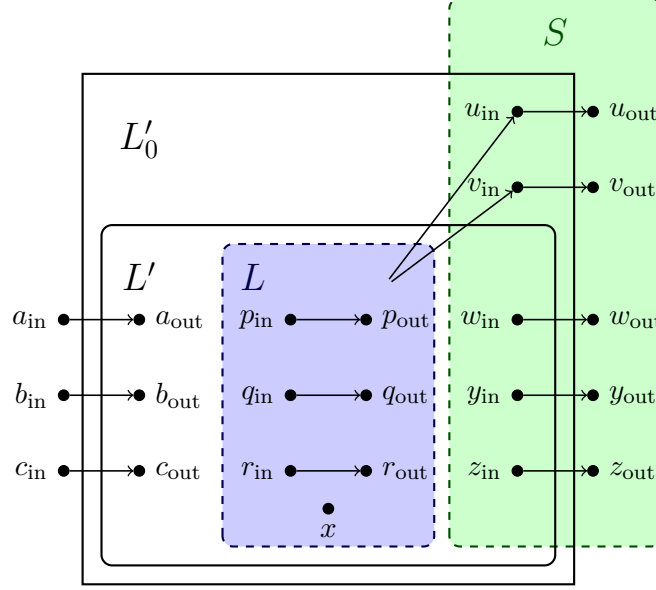 S
L′₀
u_in u_out
v_in v_out
L′ L
a_in a_out p_in p_out w_in w_out
b_in b_out q_in q_out y_in y_out
c_in c_out r_in r_out z_in z_out
x